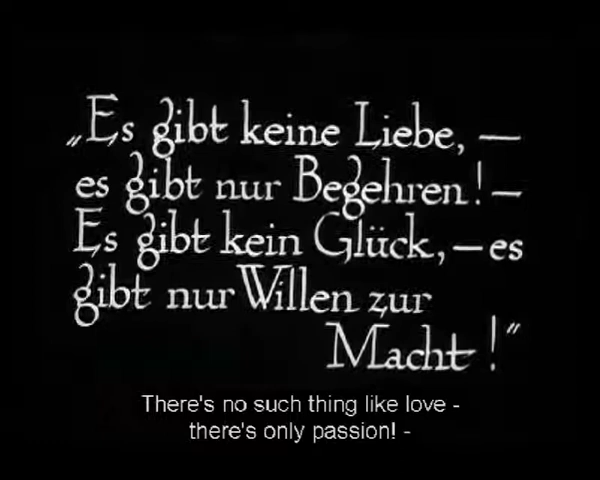 „Es gibt keine Liebe, —
es gibt nur Begehren! —
Es gibt kein Glück, — es
gibt nur Willen zur
Macht!"
There's no such thing like love -
there's only passion! -